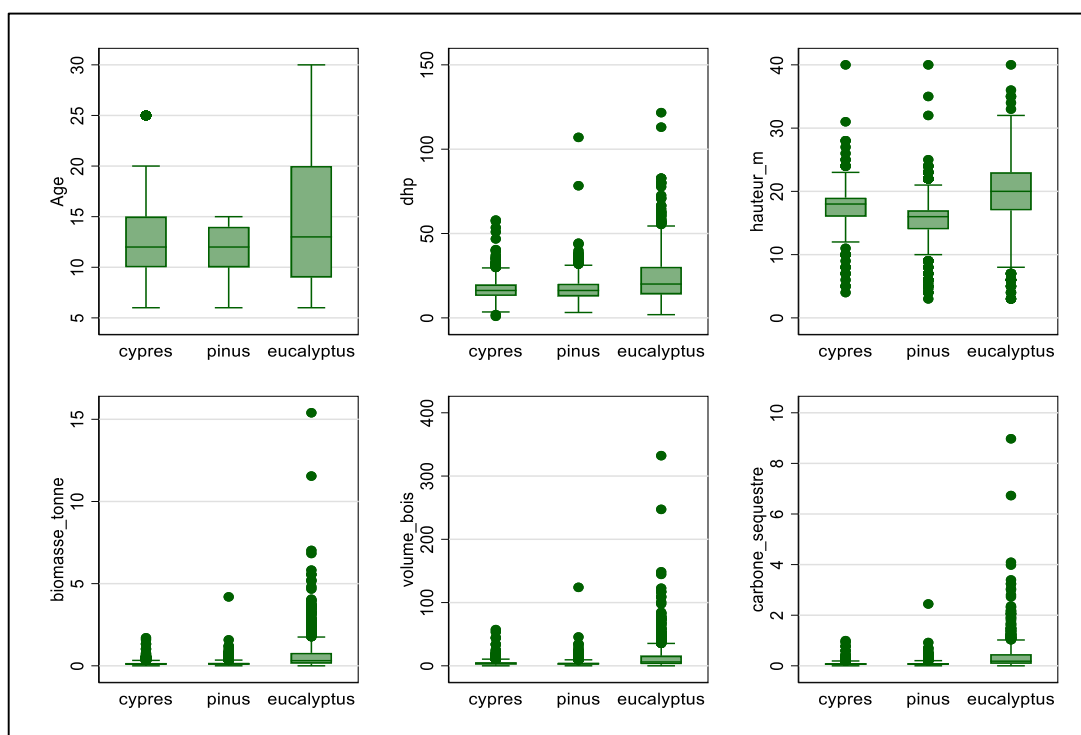 Age
30
25
20
15
10
5
cypres pinus eucalyptus
dhp
150
100
50
0
cypres pinus eucalyptus
hauteur_m
40
30
20
10
0
cypres pinus eucalyptus
biomasse_tonne
15
10
5
0
cypres pinus eucalyptus
volume_bois
400
300
200
100
0
cypres pinus eucalyptus
carbone_sequestre
10
8
6
4
2
0
cypres pinus eucalyptus